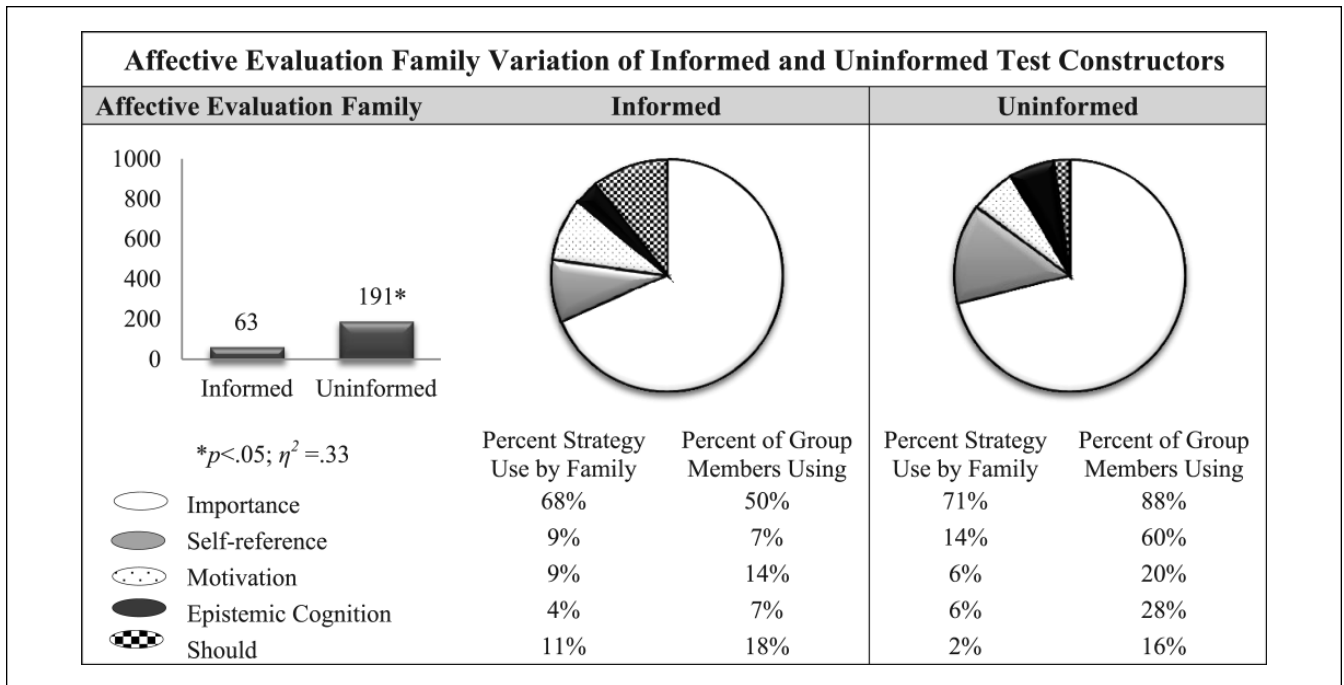 Affective Evaluation Family Variation of Informed and Uninformed Test Constructors
Affective Evaluation Family Informed Uninformed
1000
800
600
400
200
0
63
191*
Informed Uninformed
*p<.05; η² =.33
Percent Strategy Use by Family Percent of Group Members Using Percent Strategy Use by Family Percent of Group Members Using
Importance 68% 50% 71% 88%
Self-reference 9% 7% 14% 60%
Motivation 9% 14% 6% 20%
Epistemic Cognition 4% 7% 6% 28%
Should 11% 18% 2% 16%